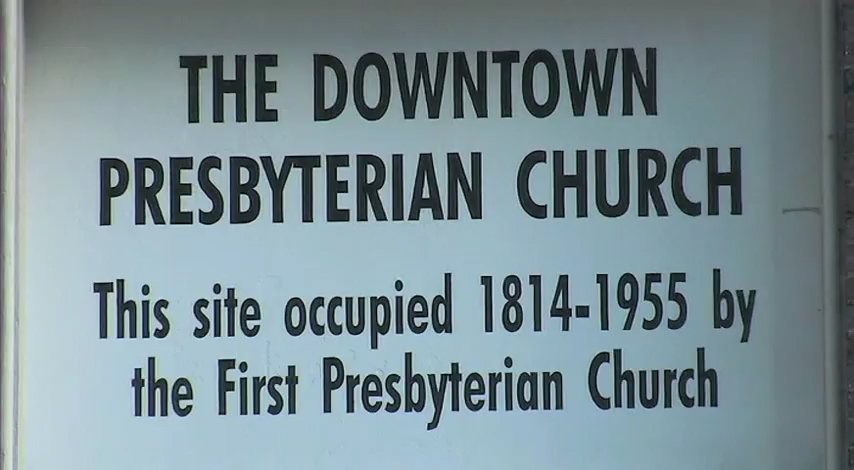 THE DOWNTOWN
PRESBYTERIAN CHURCH
This site occupied 1814-1955 by
the First Presbyterian Church